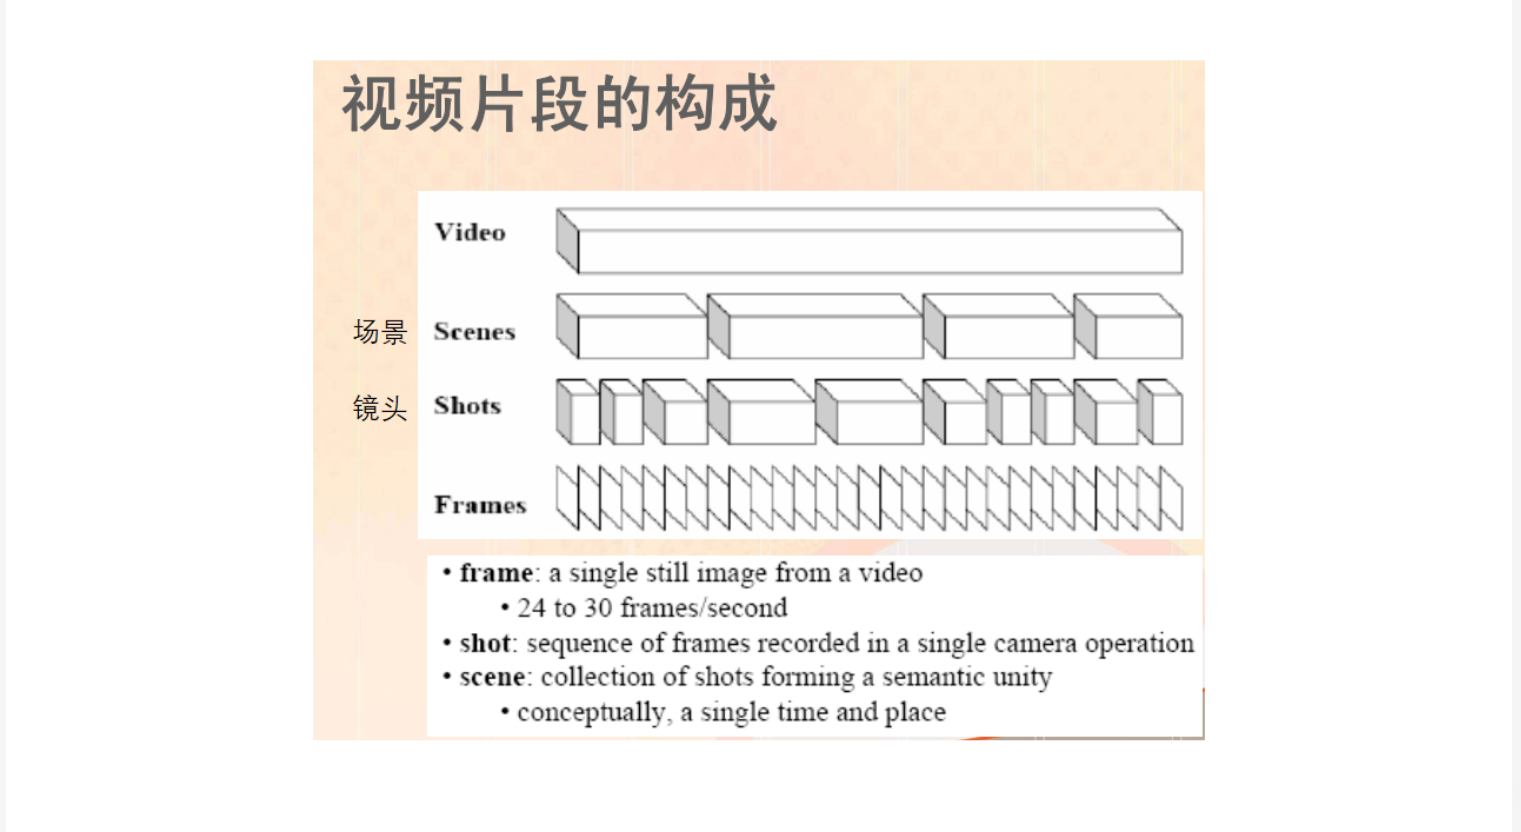 视频片段的构成
Video
场景 Scenes
镜头 Shots
Frames
• frame: a single still image from a video
• 24 to 30 frames/second
• shot: sequence of frames recorded in a single camera operation
• scene: collection of shots forming a semantic unity
• conceptually, a single time and place